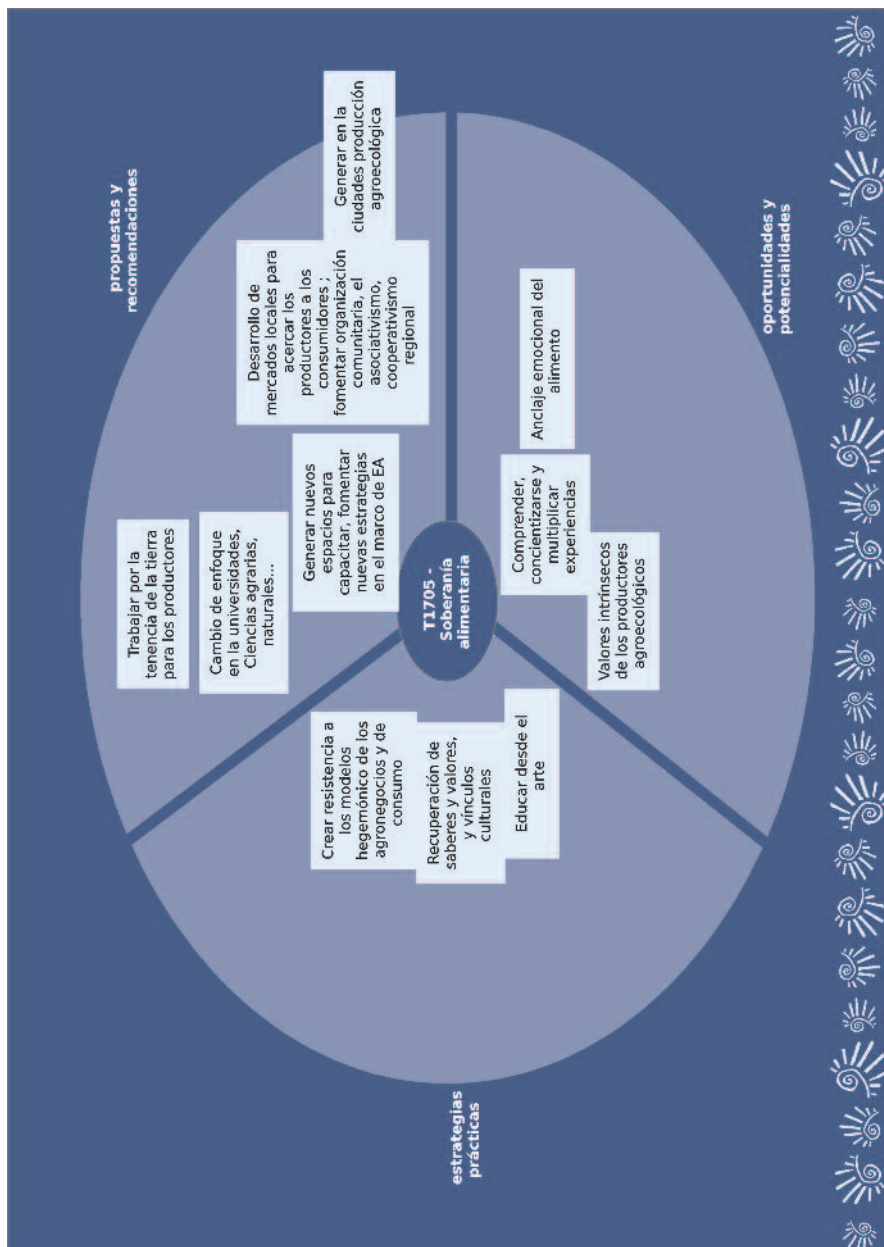 propuestas y
recomendaciones
Trabajar por la
tenencia de la tierra
para los productores
Cambio de enfoque
en la universidades,
Ciencias agrarias,
naturales...
Generar nuevos
espacios para
capacitar, fomentar
nuevas estrategias
en el marco de EA
Desarrollo de
mercados locales para
acercar los
productores a los
consumidores ;
fomentar organización
comunitaria, el
asociativismo,
cooperativismo
regional
Generar en la
ciudades producción
agroecológica
T1705 -
Soberanía
alimentaria
estrategias
prácticas
Crear resistencia a
los modelos
hegemónico de los
agronegocios y de
consumo
Recuperación de
saberes y valores,
y vínculos
culturales
Educar desde el
arte
Comprender,
concientizarse y
multiplicar
experiencias
Anclaje emocional del
alimento
Valores intrínsecos
de los productores
agroecológicos
oportunidades y
potencialidades